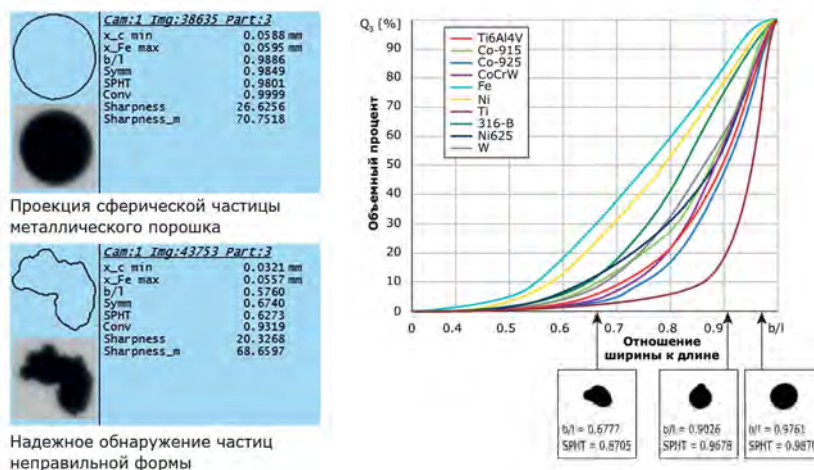 Cam:1 Img:38635 Part:3
x_c min 0.0588 mm
x_Fe max 0.0595 mm
b/l 0.9886
Symm 0.9849
SPHT 0.9801
Conv 0.9999
Sharpness 26.6256
Sharpness_m 70.7518
Проекция сферической частицы
металлического порошка
Cam:1 Img:43753 Part:3
x_c min 0.0321 mm
x_Fe max 0.0557 mm
b/l 0.5760
Symm 0.6740
SPHT 0.6273
Conv 0.9319
Sharpness 20.3268
Sharpness_m 68.6597
Надежное обнаружение частиц
неправильной формы
Q₃ [%]
90
80
70
60
50
40
30
20
10
0
Объемный процент
Ti6Al4V
Co-915
Co-925
CoCrW
Fe
Ni
Ti
316-B
Ni625
W
0 0.4 0.5 0.6 0.7 0.8 0.9 b/l
Отношение
ширины к длине
b/l = 0.6777
SPHT = 0.8705
b/l = 0.9026
SPHT = 0.9678
b/l = 0.9761
SPHT = 0.9870